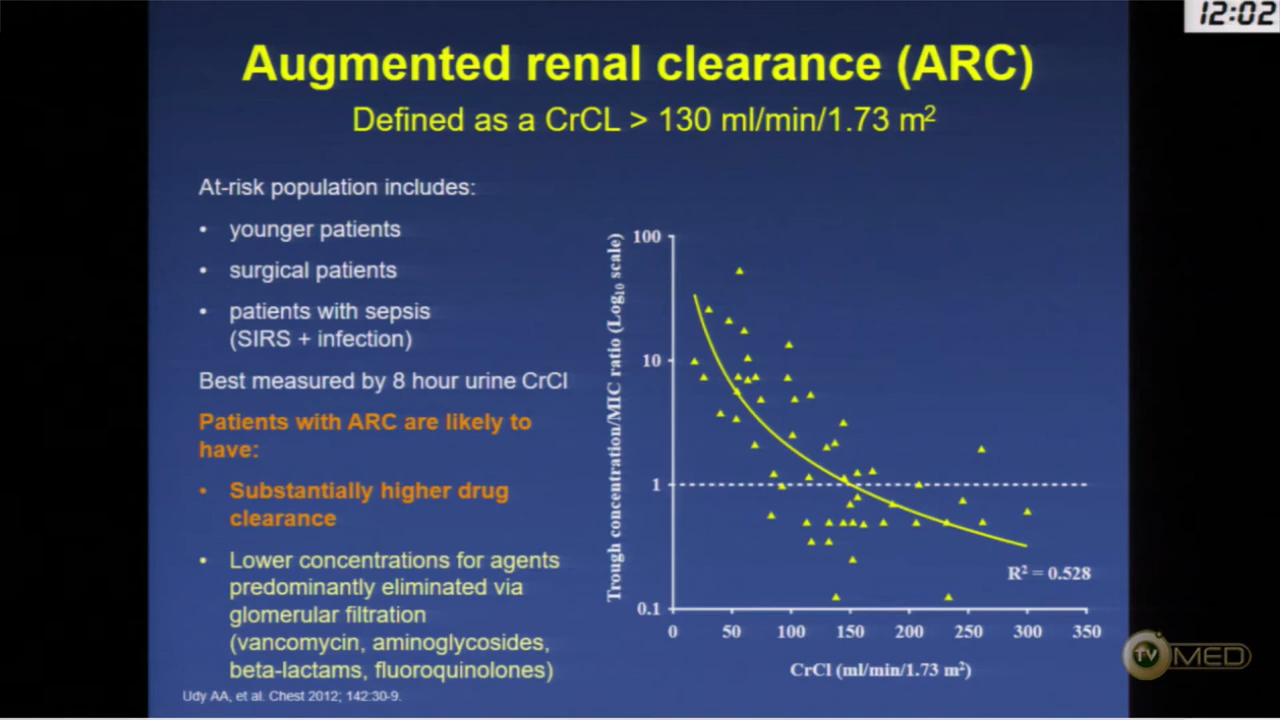 12:02
Augmented renal clearance (ARC)
Defined as a CrCL > 130 ml/min/1.73 m²
At-risk population includes:
• younger patients
• surgical patients
• patients with sepsis
(SIRS + infection)
Best measured by 8 hour urine CrCl
Patients with ARC are likely to
have:
• Substantially higher drug
clearance
• Lower concentrations for agents
predominantly eliminated via
glomerular filtration
(vancomycin, aminoglycosides,
beta-lactams, fluoroquinolones)
Udy AA, et al. Chest 2012; 142:30-9.
Trough concentration/MIC ratio (Log₁₀ scale)
100
10
1
0.1
R² = 0.528
0 50 100 150 200 250 300 350
CrCl (ml/min/1.73 m²)
TV MED